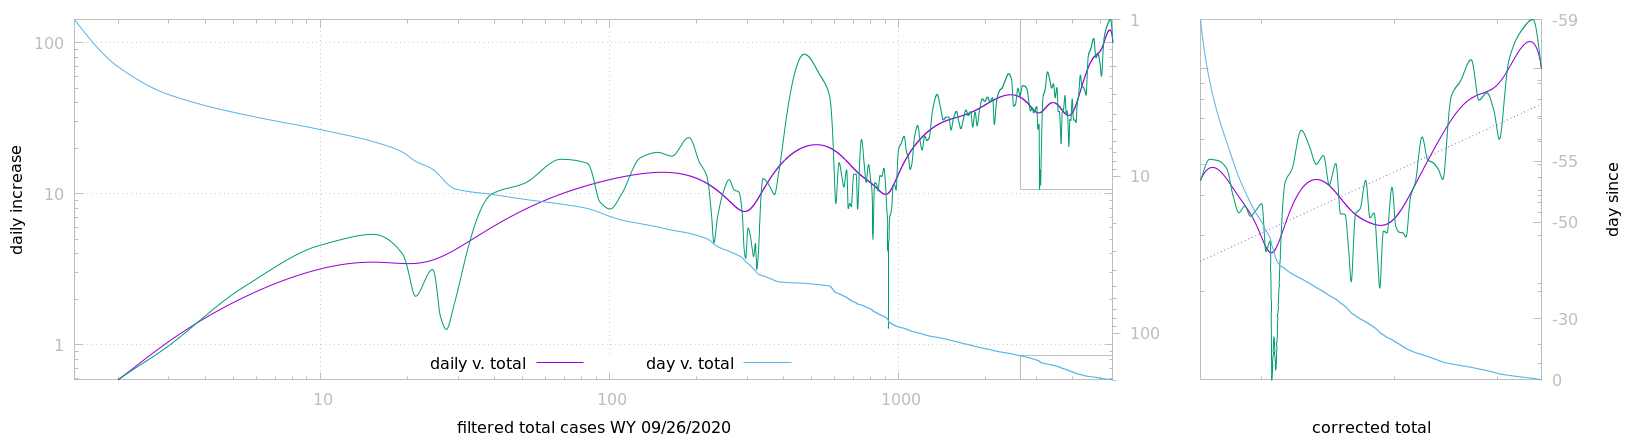 100
10
1
daily increase
10
100
1000
1
10
100
daily v. total
day v. total
filtered total cases WY 09/26/2020
-59
-55
-50
-30
0
day since
corrected total